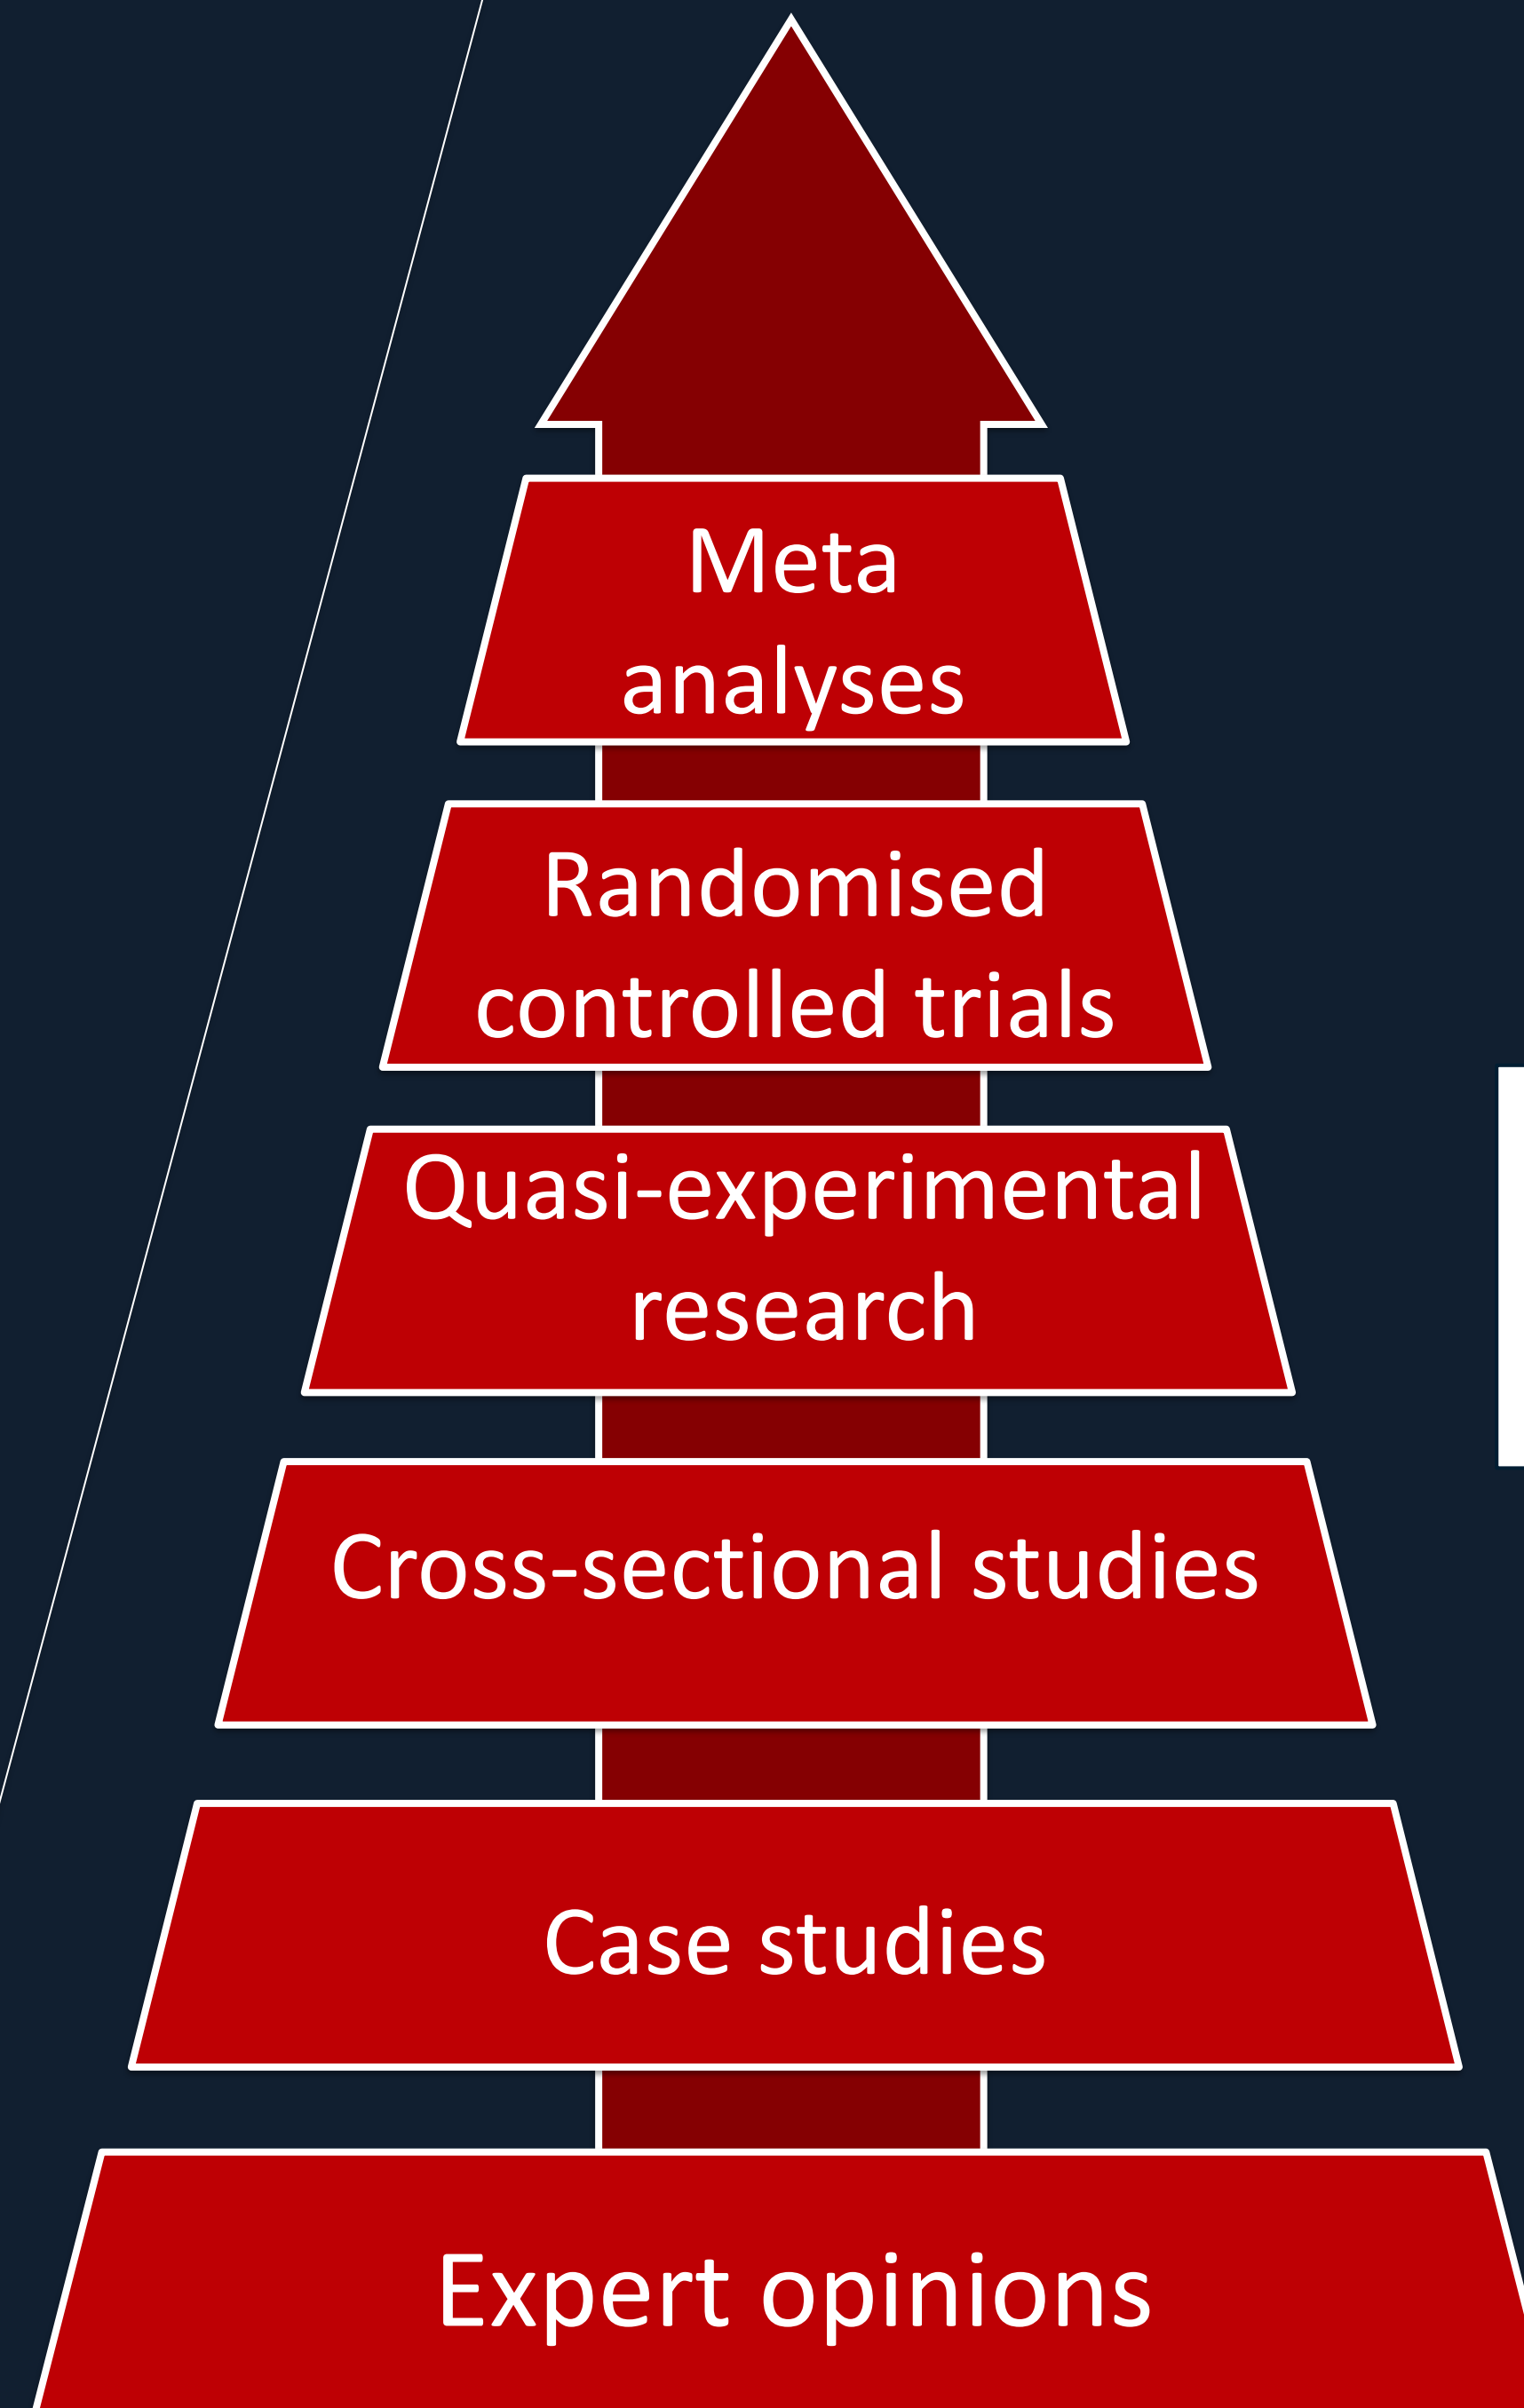 Meta
analyses
Randomised
controlled trials
Quasi-experimental
research
Cross-sectional studies
Case studies
Expert opinions